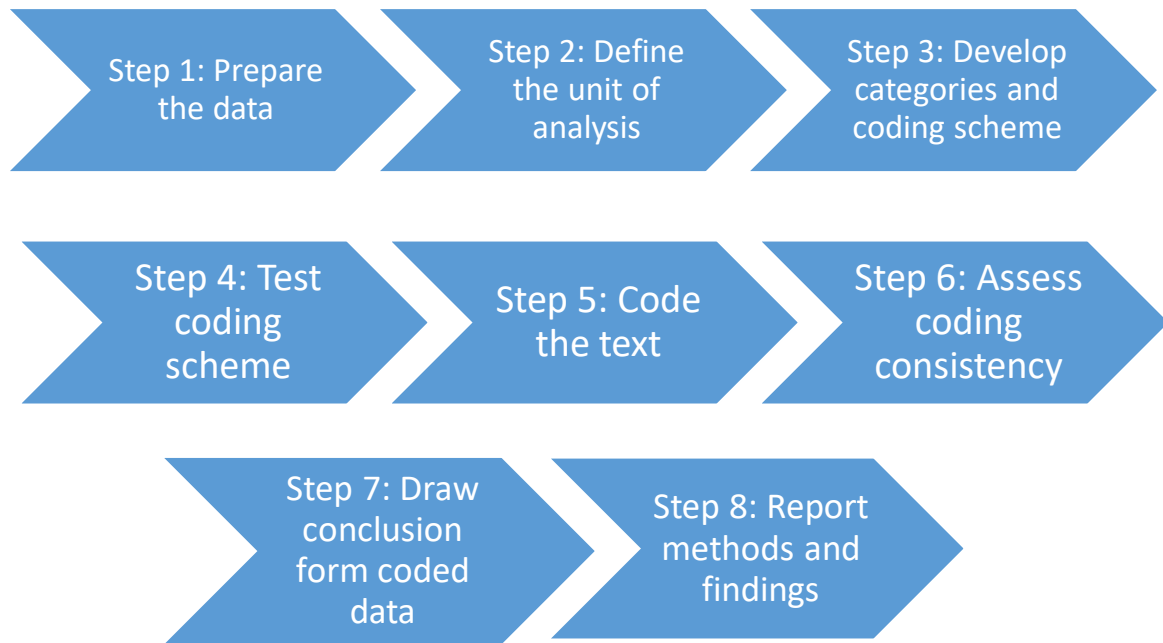 Step 1: Prepare
the data
Step 2: Define
the unit of
analysis
Step 3: Develop
categories and
coding scheme
Step 4: Test
coding
scheme
Step 5: Code
the text
Step 6: Assess
coding
consistency
Step 7: Draw
conclusion
form coded
data
Step 8: Report
methods and
findings